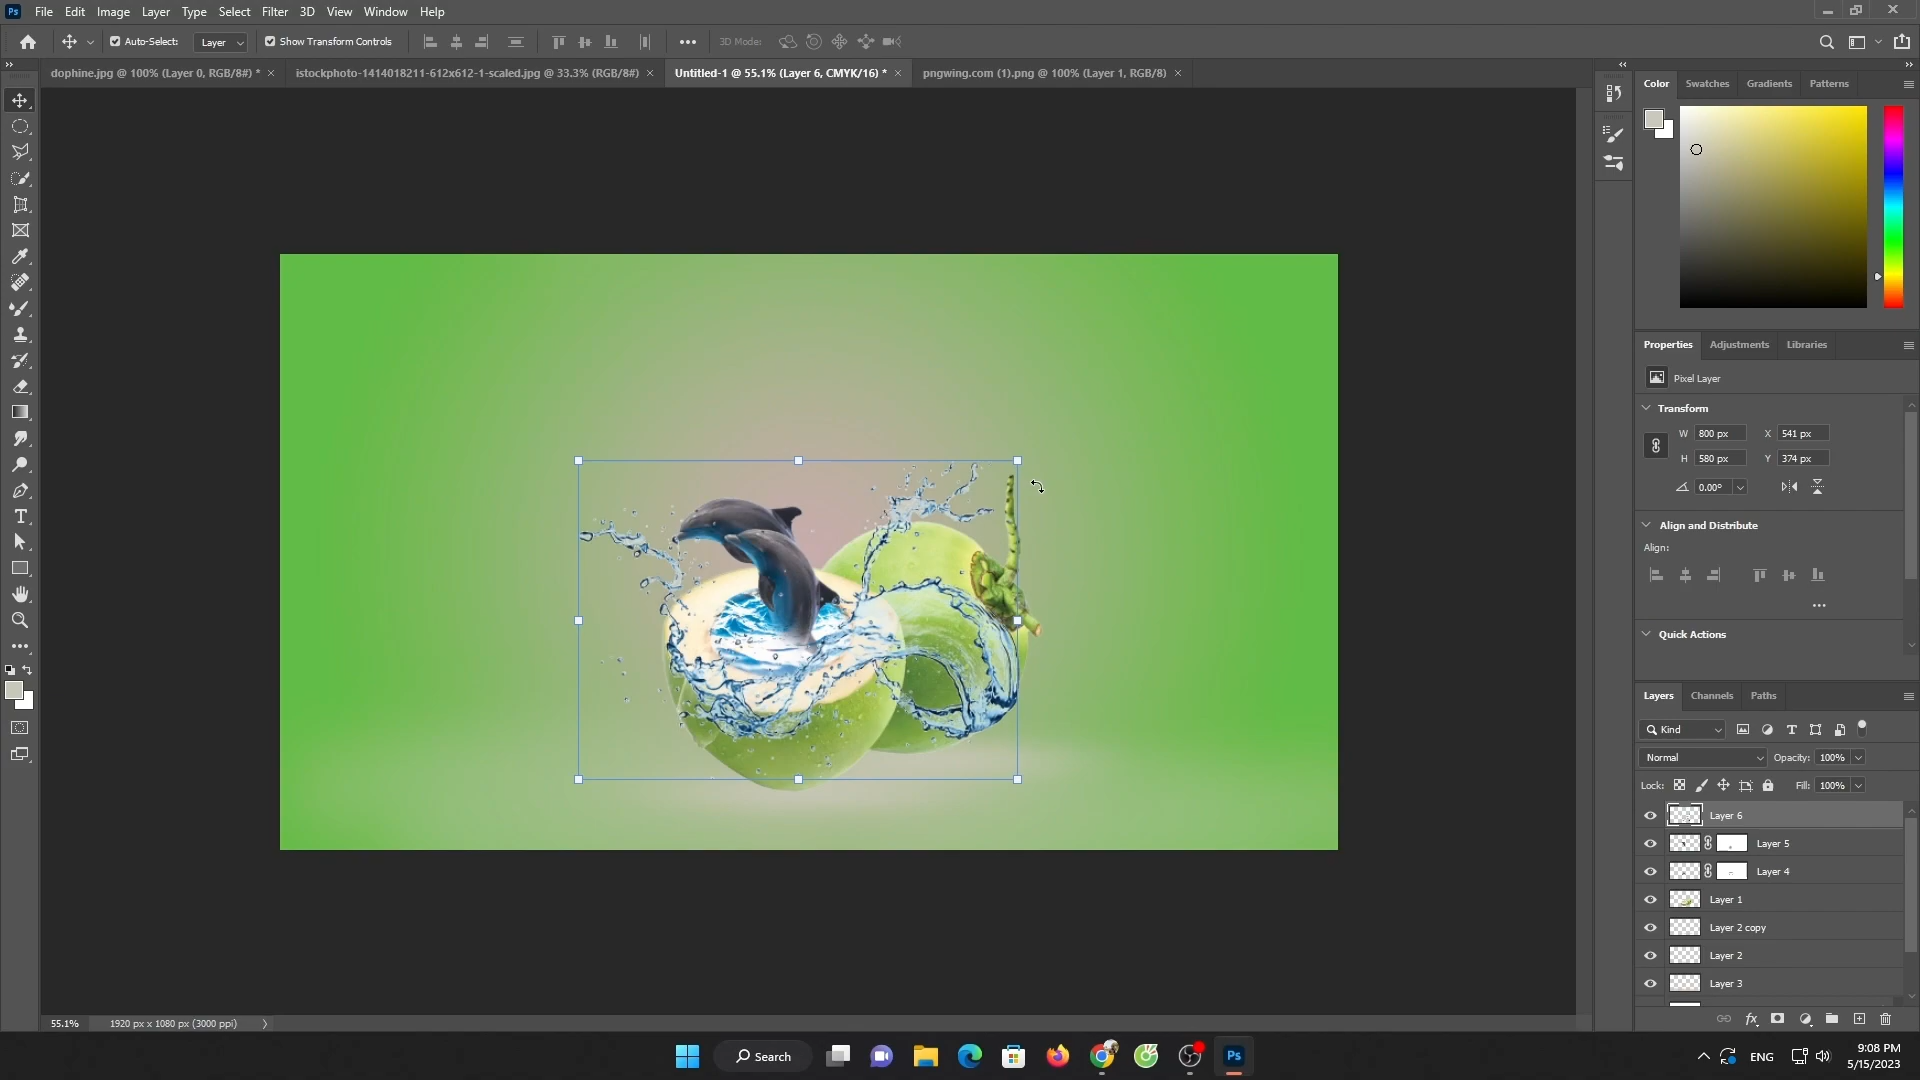 Ps File Edit Image Layer Type Select Filter 3D View Window Help
Auto-Select: Layer Show Transform Controls 3D Mode:
dophine.jpg @ 100% (Layer 0, RGB/8#) * istockphoto-1414018211-612x612-1-scaled.jpg @ 33.3% (RGB/8#) Untitled-1 @ 55.1% (Layer 6, CMYK/16) * pngwing.com (1).png @ 100% (Layer 1, RGB/8)
Color Swatches Gradients Patterns
Properties Adjustments Libraries
Pixel Layer
Transform
W 800 px X 541 px
H 580 px Y 374 px
0.00°
Align and Distribute
Align:
Quick Actions
Layers Channels Paths
Kind
Normal Opacity: 100%
Lock: Fill: 100%
Layer 6
Layer 5
Layer 4
Layer 1
Layer 2 copy
Layer 2
Layer 3
fx
55.1% 1920 px x 1080 px (3000 ppi)
Search Ps ENG 9:08 PM
5/15/2023